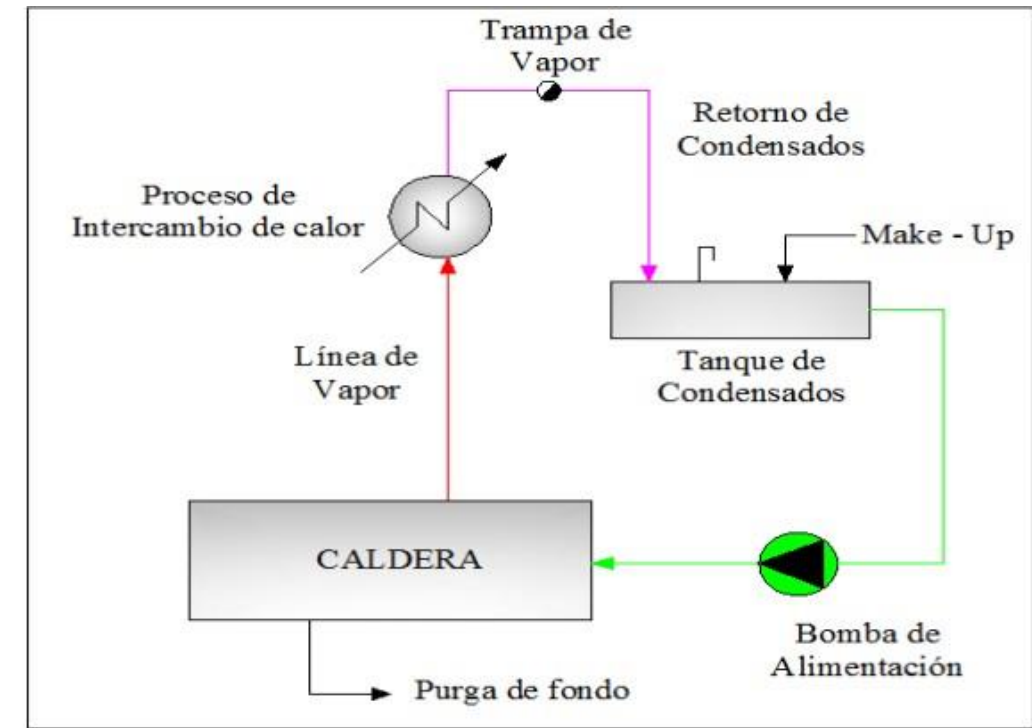 Trampa de
Vapor
Retorno de
Condensados
Proceso de
Intercambio de calor
Make - Up
Línea de
Vapor
Tanque de
Condensados
CALDERA
Bomba de
Alimentación
Purga de fondo